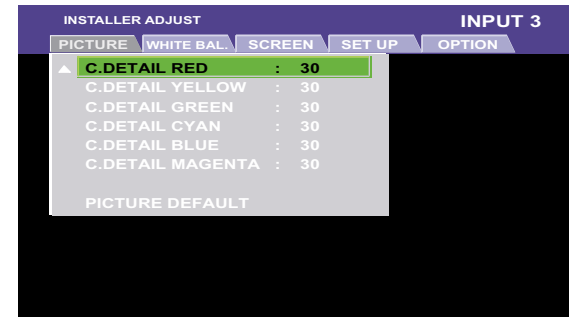 INSTALLER ADJUST INPUT 3
PICTURE WHITE BAL. SCREEN SET UP OPTION
C.DETAIL RED : 30
C.DETAIL YELLOW : 30
C.DETAIL GREEN : 30
C.DETAIL CYAN : 30
C.DETAIL BLUE : 30
C.DETAIL MAGENTA : 30
PICTURE DEFAULT